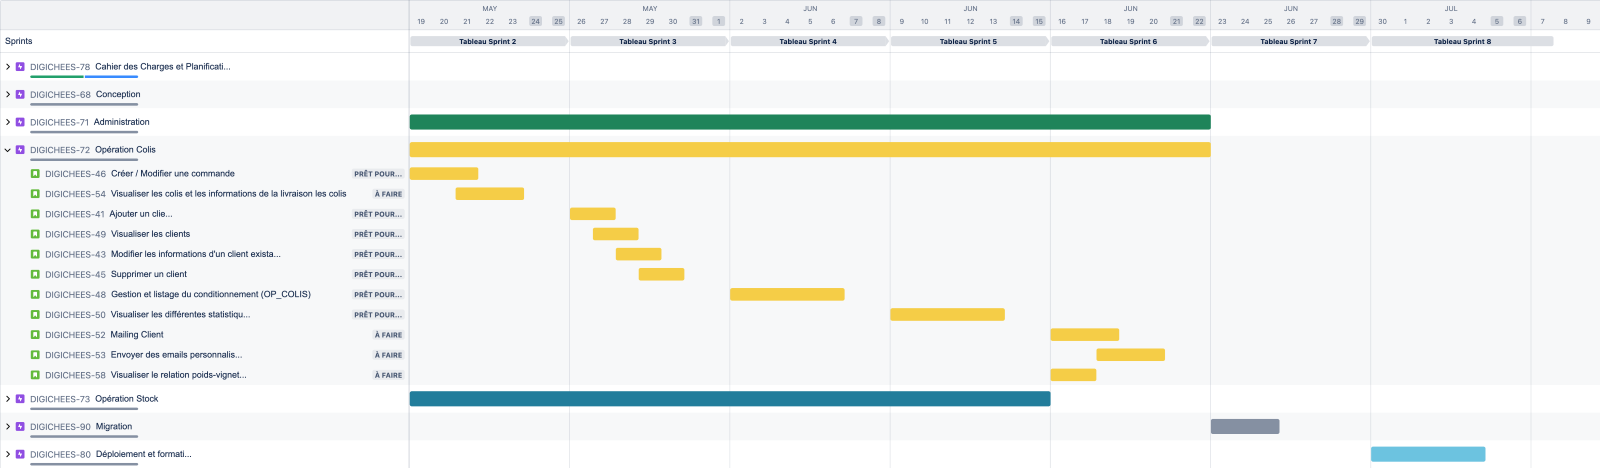 MAY MAY JUN JUN JUN JUN JUL
19 20 21 22 23 24 25 26 27 28 29 30 31 1 2 3 4 5 6 7 8 9 10 11 12 13 14 15 16 17 18 19 20 21 22 23 24 25 26 27 28 29 30 1 2 3 4 5 6 7 8 9
Sprints Tableau Sprint 2 Tableau Sprint 3 Tableau Sprint 4 Tableau Sprint 5 Tableau Sprint 6 Tableau Sprint 7 Tableau Sprint 8
DIGICHEES-78 Cahier des Charges et Planificati...
DIGICHEES-68 Conception
DIGICHEES-71 Administration
DIGICHEES-72 Opération Colis
DIGICHEES-46 Créer / Modifier une commande PRÊT POUR...
DIGICHEES-54 Visualiser les colis et les informations de la livraison les colis À FAIRE
DIGICHEES-41 Ajouter un clie... PRÊT POUR...
DIGICHEES-49 Visualiser les clients PRÊT POUR...
DIGICHEES-43 Modifier les informations d'un client exista... PRÊT POUR...
DIGICHEES-45 Supprimer un client PRÊT POUR...
DIGICHEES-48 Gestion et listage du conditionnement (OP_COLIS) PRÊT POUR...
DIGICHEES-50 Visualiser les différentes statistiqu... PRÊT POUR...
DIGICHEES-52 Mailing Client À FAIRE
DIGICHEES-53 Envoyer des emails personnalis... À FAIRE
DIGICHEES-58 Visualiser le relation poids-vignet... À FAIRE
DIGICHEES-73 Opération Stock
DIGICHEES-90 Migration
DIGICHEES-80 Déploiement et formati...